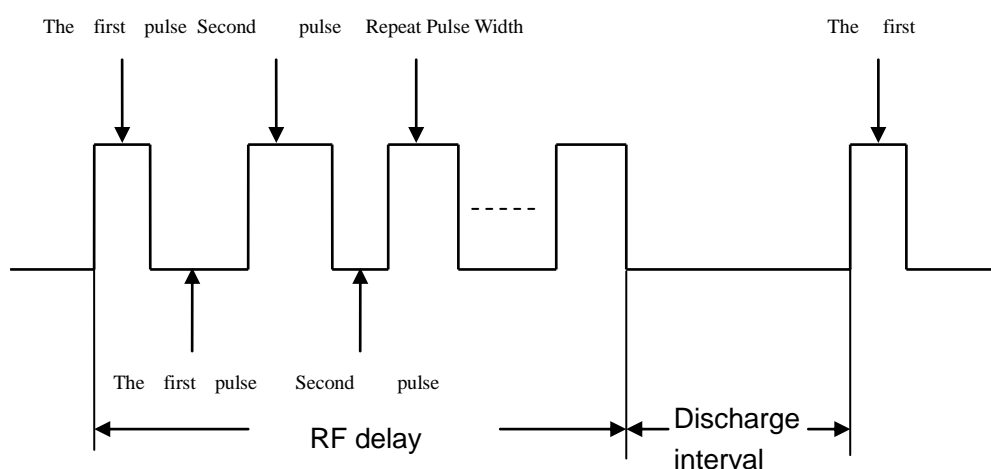 The first pulse Second pulse Repeat Pulse Width The first
The first pulse Second pulse
RF delay
Discharge
interval